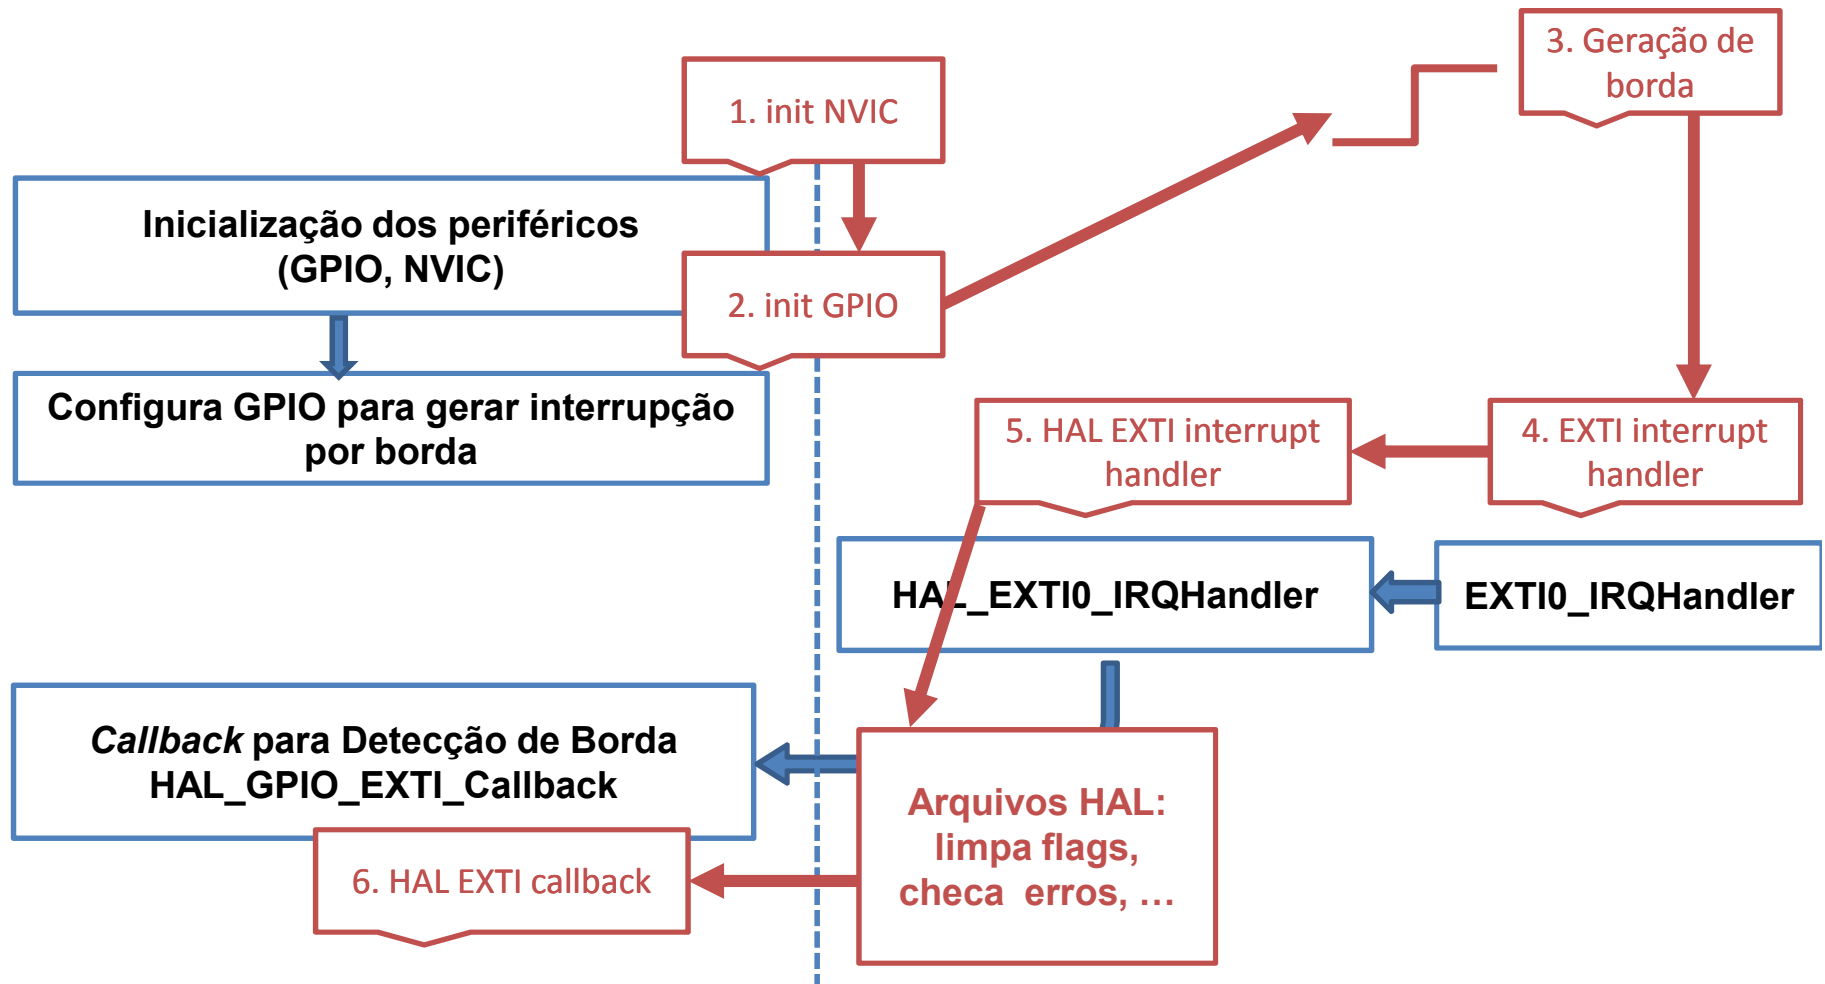 3. Geração de
borda
1. init NVIC
Inicialização dos periféricos
(GPIO, NVIC)
2. init GPIO
Configura GPIO para gerar interrupção
por borda
5. HAL EXTI interrupt
handler
4. EXTI interrupt
handler
HAL_EXTI0_IRQHandler
EXTI0_IRQHandler
Callback para Detecção de Borda
HAL_GPIO_EXTI_Callback
Arquivos HAL:
limpa flags,
checa  erros, …
6. HAL EXTI callback